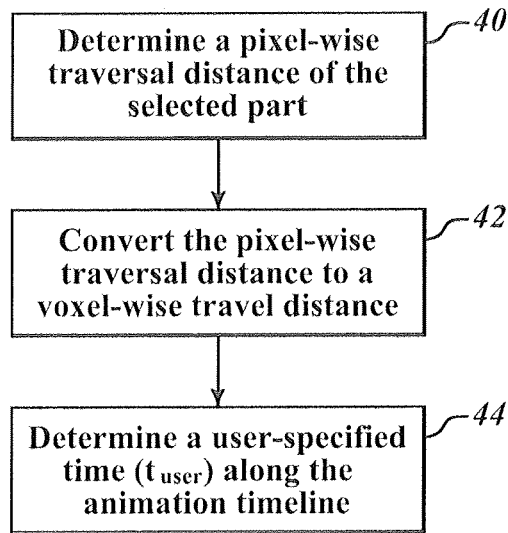 40
Determine a pixel-wise
traversal distance of the
selected part
42
Convert the pixel-wise
traversal distance to a
voxel-wise travel distance
44
Determine a user-specified
time (t user) along the
animation timeline